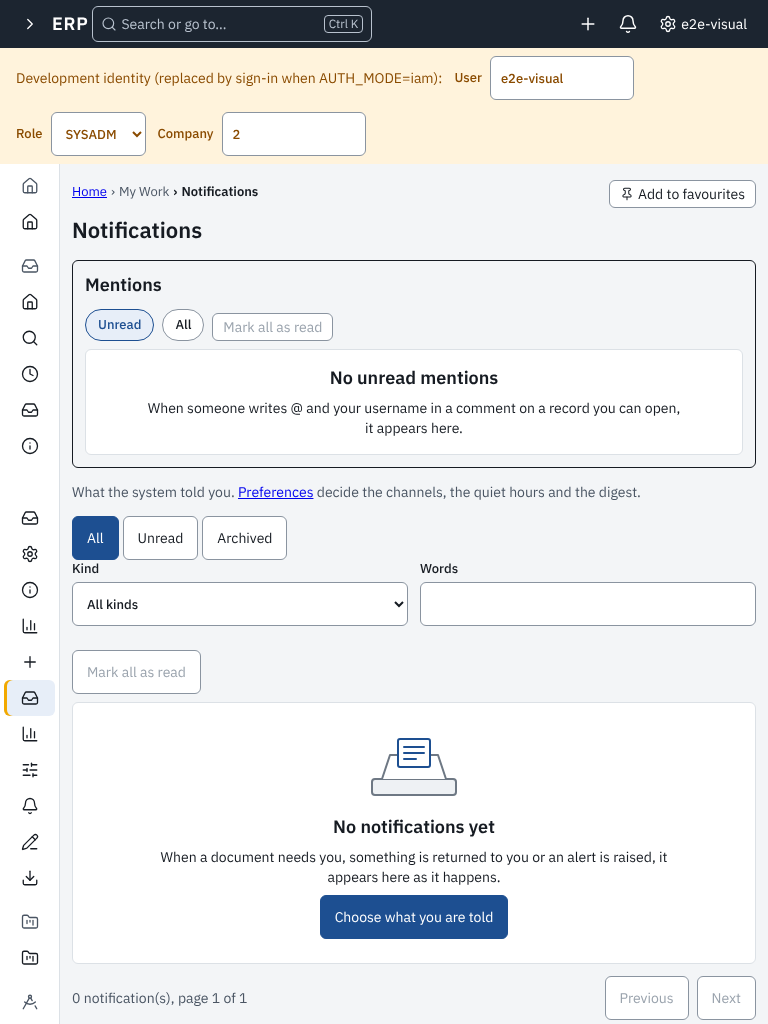 ERP
Search or go to...
Ctrl K
e2e-visual
Development identity (replaced by sign-in when AUTH_MODE=iam):
User
e2e-visual
Role
SYSADM
Company
2
Home › My Work › Notifications
Add to favourites
Notifications
Mentions
Unread
All
Mark all as read
No unread mentions
When someone writes @ and your username in a comment on a record you can open,
it appears here.
What the system told you. Preferences decide the channels, the quiet hours and the digest.
All
Unread
Archived
Kind
Words
All kinds
Mark all as read
No notifications yet
When a document needs you, something is returned to you or an alert is raised, it
appears here as it happens.
Choose what you are told
0 notification(s), page 1 of 1
Previous
Next